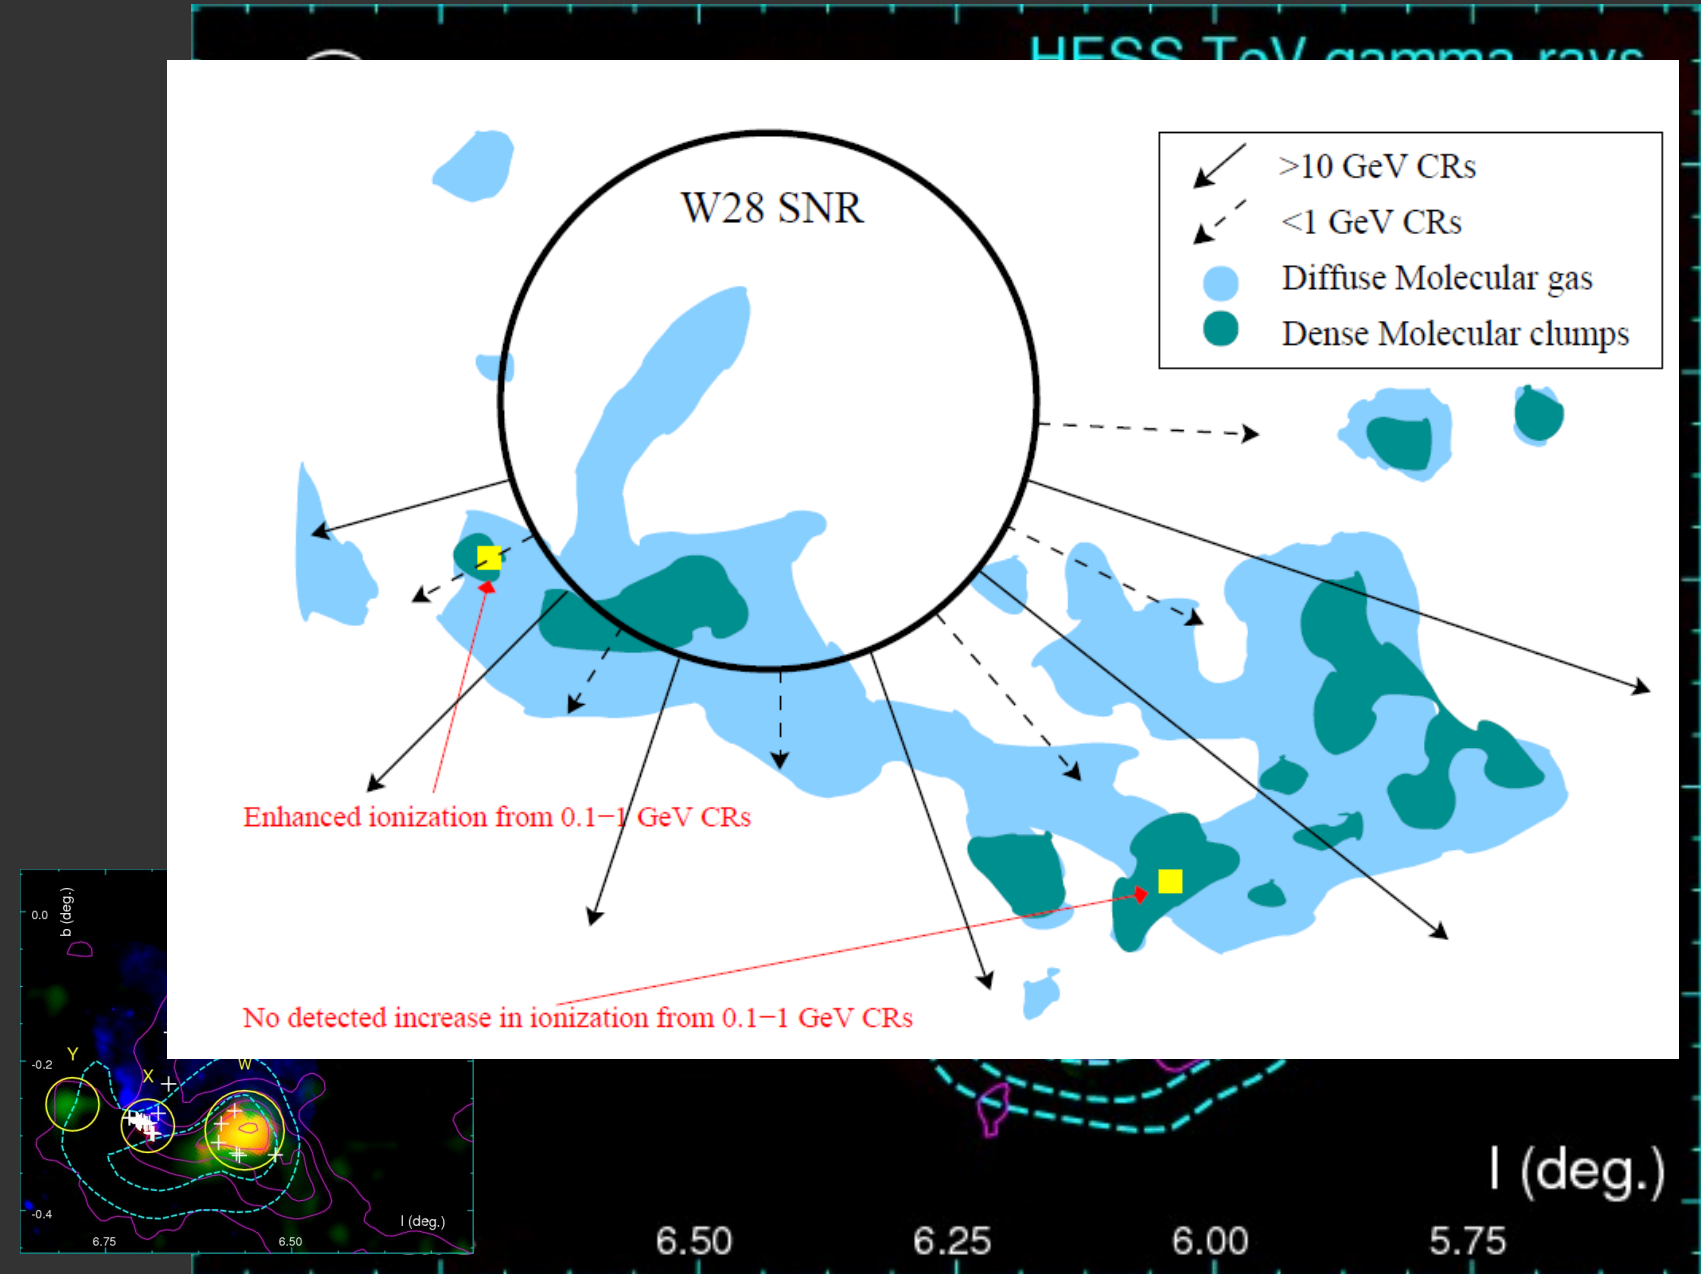 HESS TeV gamma rays
W28 SNR
>10 GeV CRs
<1 GeV CRs
Diffuse Molecular gas
Dense Molecular clumps
Enhanced ionization from 0.1−1 GeV CRs
No detected increase in ionization from 0.1−1 GeV CRs
0.0
b (deg.)
-0.2
-0.4
Y
X
W
l (deg.)
6.75
6.50
l (deg.)
6.50
6.25
6.00
5.75